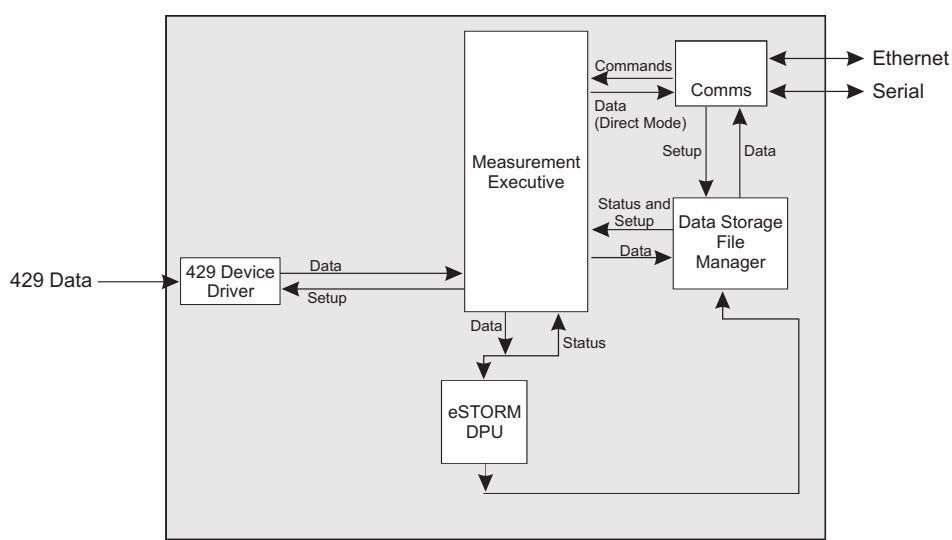 Ethernet
Commands
Comms
Serial
Data
(Direct Mode)
Setup
Data
Measurement
Executive
Status and
Setup
Data Storage
File
Manager
Data
429 Data
429 Device
Driver
Data
Setup
Data
Status
eSTORM
DPU